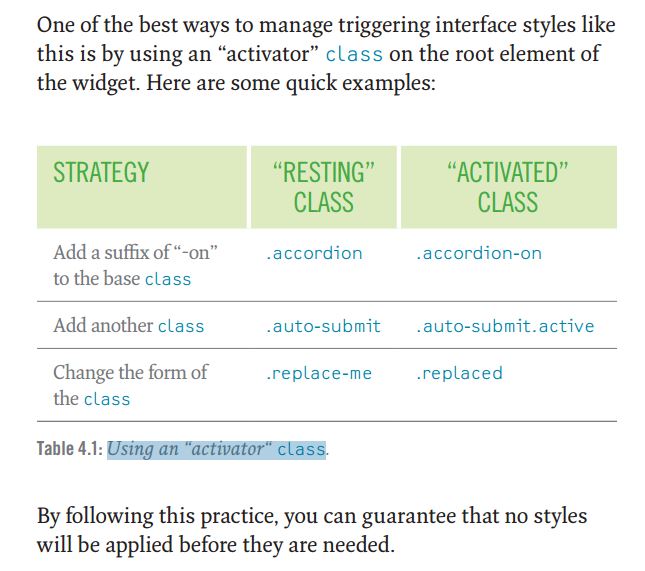 One of the best ways to manage triggering interface styles like
this is by using an “activator” class on the root element of
the widget. Here are some quick examples:
STRATEGY
“RESTING”
CLASS
“ACTIVATED”
CLASS
Add a suffix of “-on”
to the base class
.accordion
.accordion-on
Add another class
.auto-submit
.auto-submit.active
Change the form of
the class
.replace-me
.replaced
Table 4.1: Using an “activator“ class.
By following this practice, you can guarantee that no styles
will be applied before they are needed.